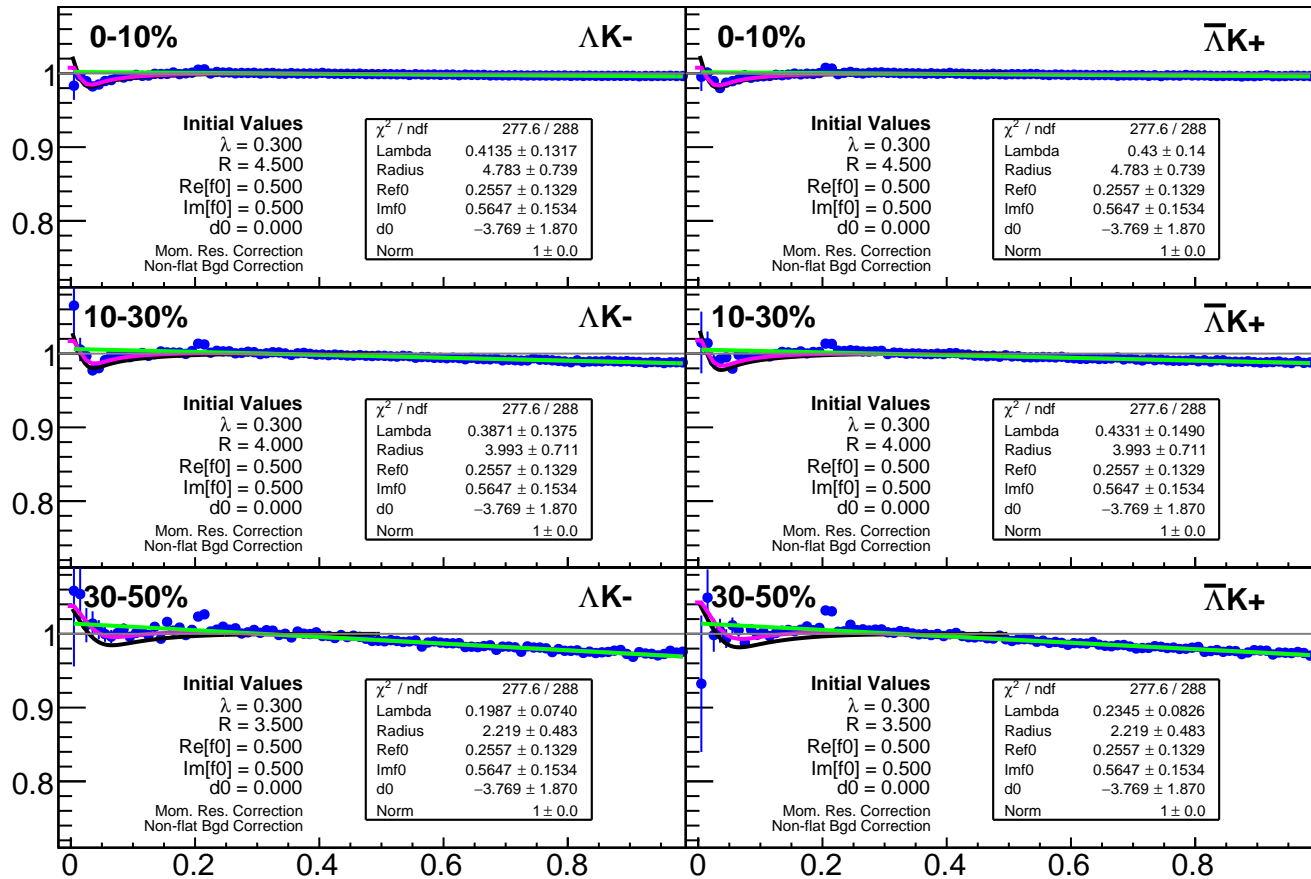 0-10%
ΛK-
1
0.9
0.8
Initial Values
λ = 0.300
R = 4.500
Re[f0] = 0.500
Im[f0] = 0.500
d0 = 0.000
Mom. Res. Correction
Non-flat Bgd Correction
χ² / ndf 277.6 / 288
Lambda 0.4135 ± 0.1317
Radius 4.783 ± 0.739
Ref0 0.2557 ± 0.1329
Imf0 0.5647 ± 0.1534
d0 −3.769 ± 1.870
Norm 1 ± 0.0
0-10%
Λ̅K+
Initial Values
λ = 0.300
R = 4.500
Re[f0] = 0.500
Im[f0] = 0.500
d0 = 0.000
Mom. Res. Correction
Non-flat Bgd Correction
χ² / ndf 277.6 / 288
Lambda 0.43 ± 0.14
Radius 4.783 ± 0.739
Ref0 0.2557 ± 0.1329
Imf0 0.5647 ± 0.1534
d0 −3.769 ± 1.870
Norm 1 ± 0.0
10-30%
ΛK-
1
0.9
0.8
Initial Values
λ = 0.300
R = 4.000
Re[f0] = 0.500
Im[f0] = 0.500
d0 = 0.000
Mom. Res. Correction
Non-flat Bgd Correction
χ² / ndf 277.6 / 288
Lambda 0.3871 ± 0.1375
Radius 3.993 ± 0.711
Ref0 0.2557 ± 0.1329
Imf0 0.5647 ± 0.1534
d0 −3.769 ± 1.870
Norm 1 ± 0.0
10-30%
Λ̅K+
Initial Values
λ = 0.300
R = 4.000
Re[f0] = 0.500
Im[f0] = 0.500
d0 = 0.000
Mom. Res. Correction
Non-flat Bgd Correction
χ² / ndf 277.6 / 288
Lambda 0.4331 ± 0.1490
Radius 3.993 ± 0.711
Ref0 0.2557 ± 0.1329
Imf0 0.5647 ± 0.1534
d0 −3.769 ± 1.870
Norm 1 ± 0.0
30-50%
ΛK-
1
0.9
0.8
Initial Values
λ = 0.300
R = 3.500
Re[f0] = 0.500
Im[f0] = 0.500
d0 = 0.000
Mom. Res. Correction
Non-flat Bgd Correction
χ² / ndf 277.6 / 288
Lambda 0.1987 ± 0.0740
Radius 2.219 ± 0.483
Ref0 0.2557 ± 0.1329
Imf0 0.5647 ± 0.1534
d0 −3.769 ± 1.870
Norm 1 ± 0.0
30-50%
Λ̅K+
Initial Values
λ = 0.300
R = 3.500
Re[f0] = 0.500
Im[f0] = 0.500
d0 = 0.000
Mom. Res. Correction
Non-flat Bgd Correction
χ² / ndf 277.6 / 288
Lambda 0.2345 ± 0.0826
Radius 2.219 ± 0.483
Ref0 0.2557 ± 0.1329
Imf0 0.5647 ± 0.1534
d0 −3.769 ± 1.870
Norm 1 ± 0.0
0 0.2 0.4 0.6 0.8
0 0.2 0.4 0.6 0.8